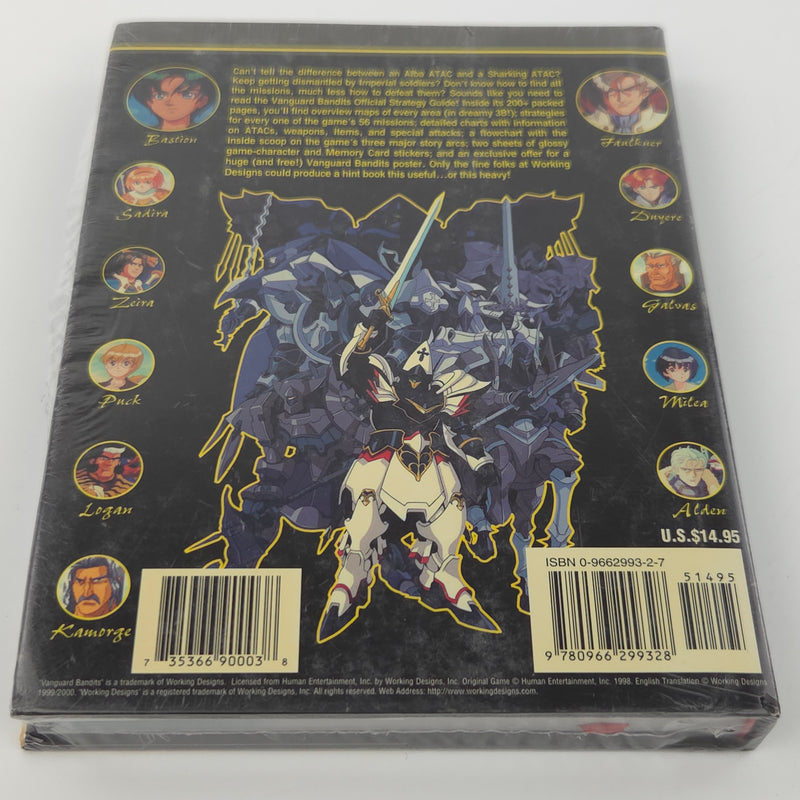 Can't tell the difference between an Alba ATAC and a Sharking ATAC?
Keep getting dismantled by Imperial soldiers? Don't know how to find all
the missions, much less how to defeat them? Sounds like you need to
read the Vanguard Bandits Official Strategy Guide! Inside its 200+ packed
pages, you'll find overview maps of every area (in dreamy 3B!); strategies
for every one of the game's 56 missions; detailed charts with information
on ATACs, weapons, items, and special attacks; a flowchart with the
inside scoop on the game's three major story arcs; two sheets of glossy
game-character and Memory Card stickers; and an exclusive offer for a
huge (and free!) Vanguard Bandits poster. Only the fine folks at Working
Designs could produce a hint book this useful...or this heavy!
Bastion
Faulkner
Sadira
Duyere
Zeira
Galvas
Puck
Milea
Logan
Alden
Kamorge
U.S.$14.95
ISBN 0-9662993-2-7
51495
7 35366 90003 8
9 780966 299328
"Vanguard Bandits" is a trademark of Working Designs. Licensed from Human Entertainment, Inc. by Working Designs, Inc. Original Game © Human Entertainment, Inc. 1998. English Translation © Working Designs
1999/2000. "Working Designs" is a registered trademark of Working Designs, Inc. All rights reserved. Web Address: http://www.workingdesigns.com